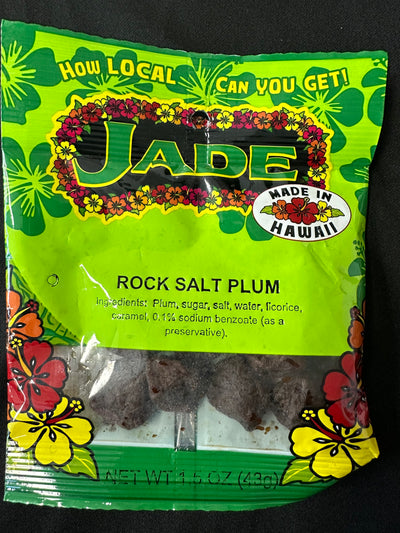 HOW LOCAL CAN YOU GET!
JADE
MADE IN
HAWAII
ROCK SALT PLUM
Ingredients: Plum, sugar, salt, water, licorice,
caramel, 0.1% sodium benzoate (as a
preservative).
NET WT 1.5 OZ (43g)